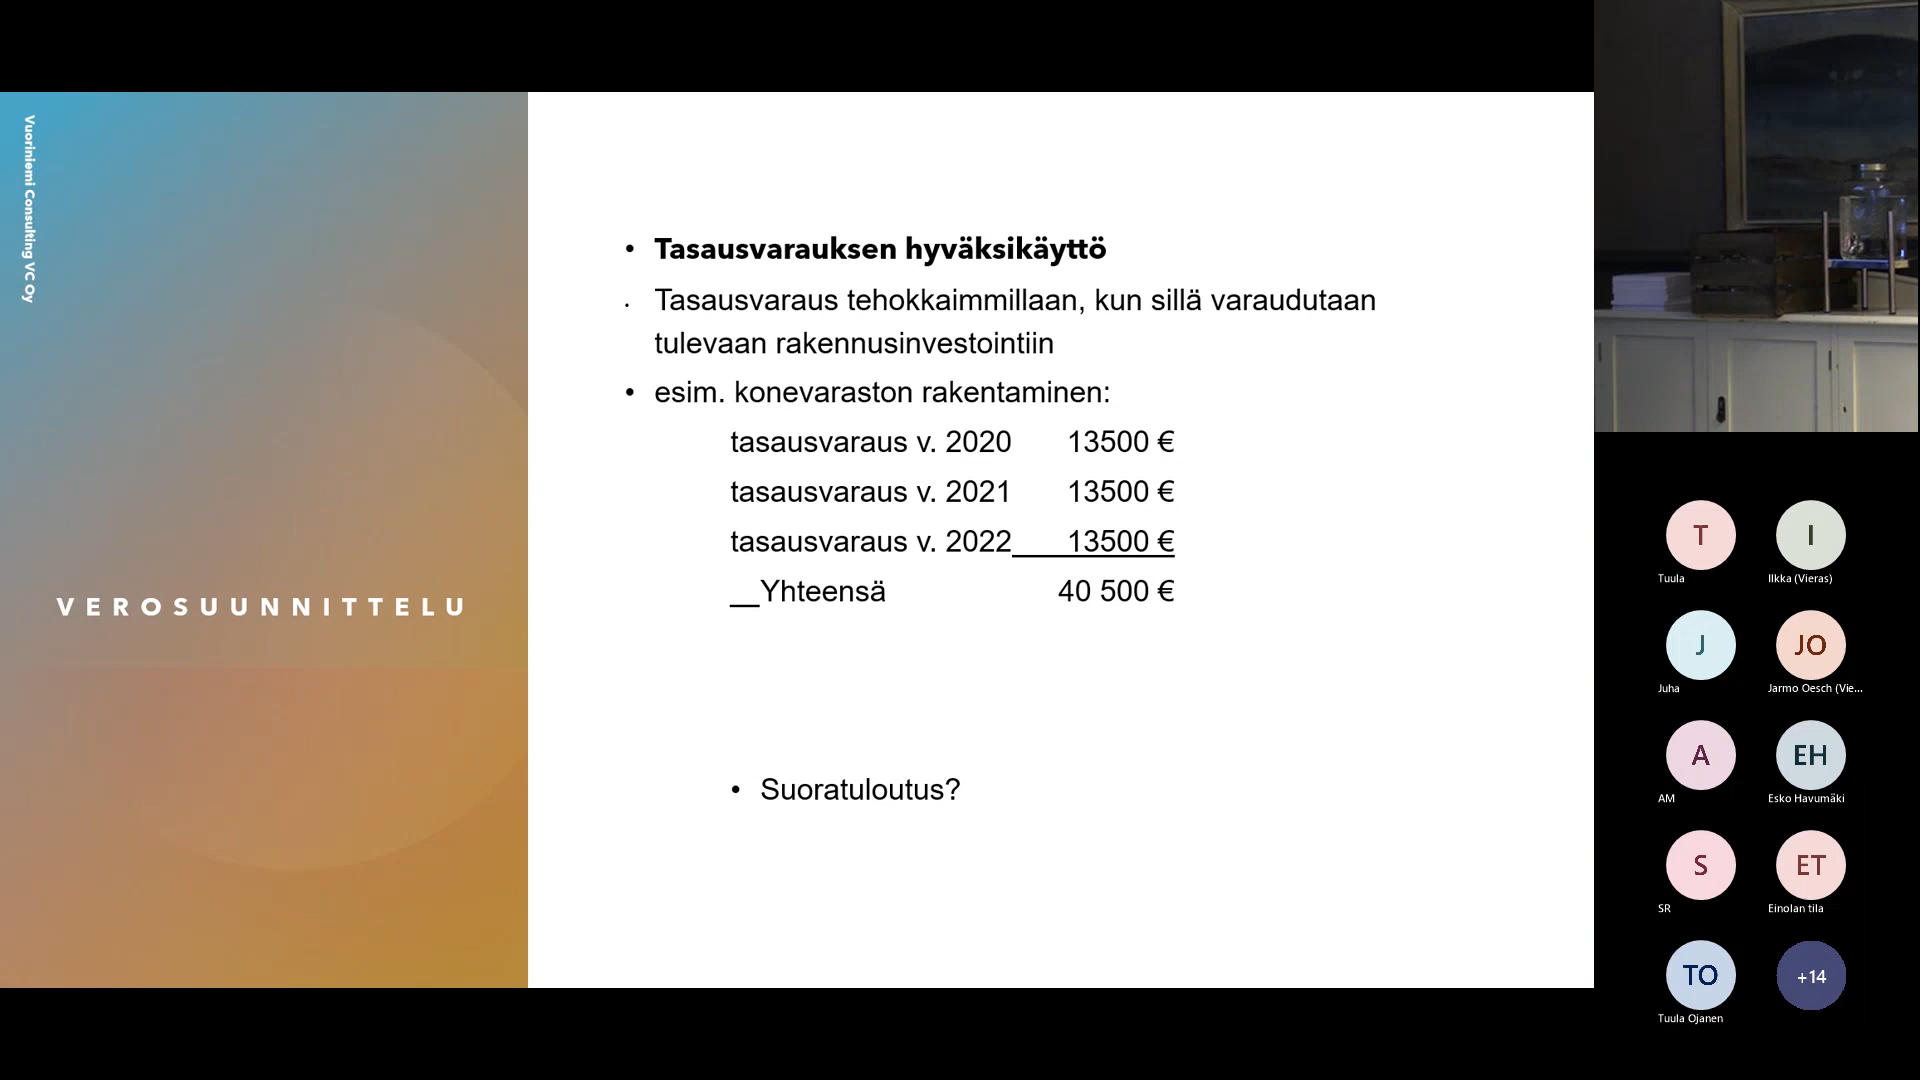 Vuoriniemi Consulting VC Oy
VEROSUUNNITTELU
• Tasausvarauksen hyväksikäyttö
• Tasausvaraus tehokkaimmillaan, kun sillä varaudutaan
tulevaan rakennusinvestointiin
• esim. konevaraston rakentaminen:
tasausvaraus v. 2020 13500 €
tasausvaraus v. 2021 13500 €
tasausvaraus v. 2022 13500 €
__Yhteensä 40 500 €
• Suoratuloutus?
T
Tuula
I
Ilkka (Vieras)
J
Juha
JO
Jarmo Oesch (Vie...
A
AM
EH
Esko Havumäki
S
SR
ET
Einolan tila
TO
Tuula Ojanen
+14